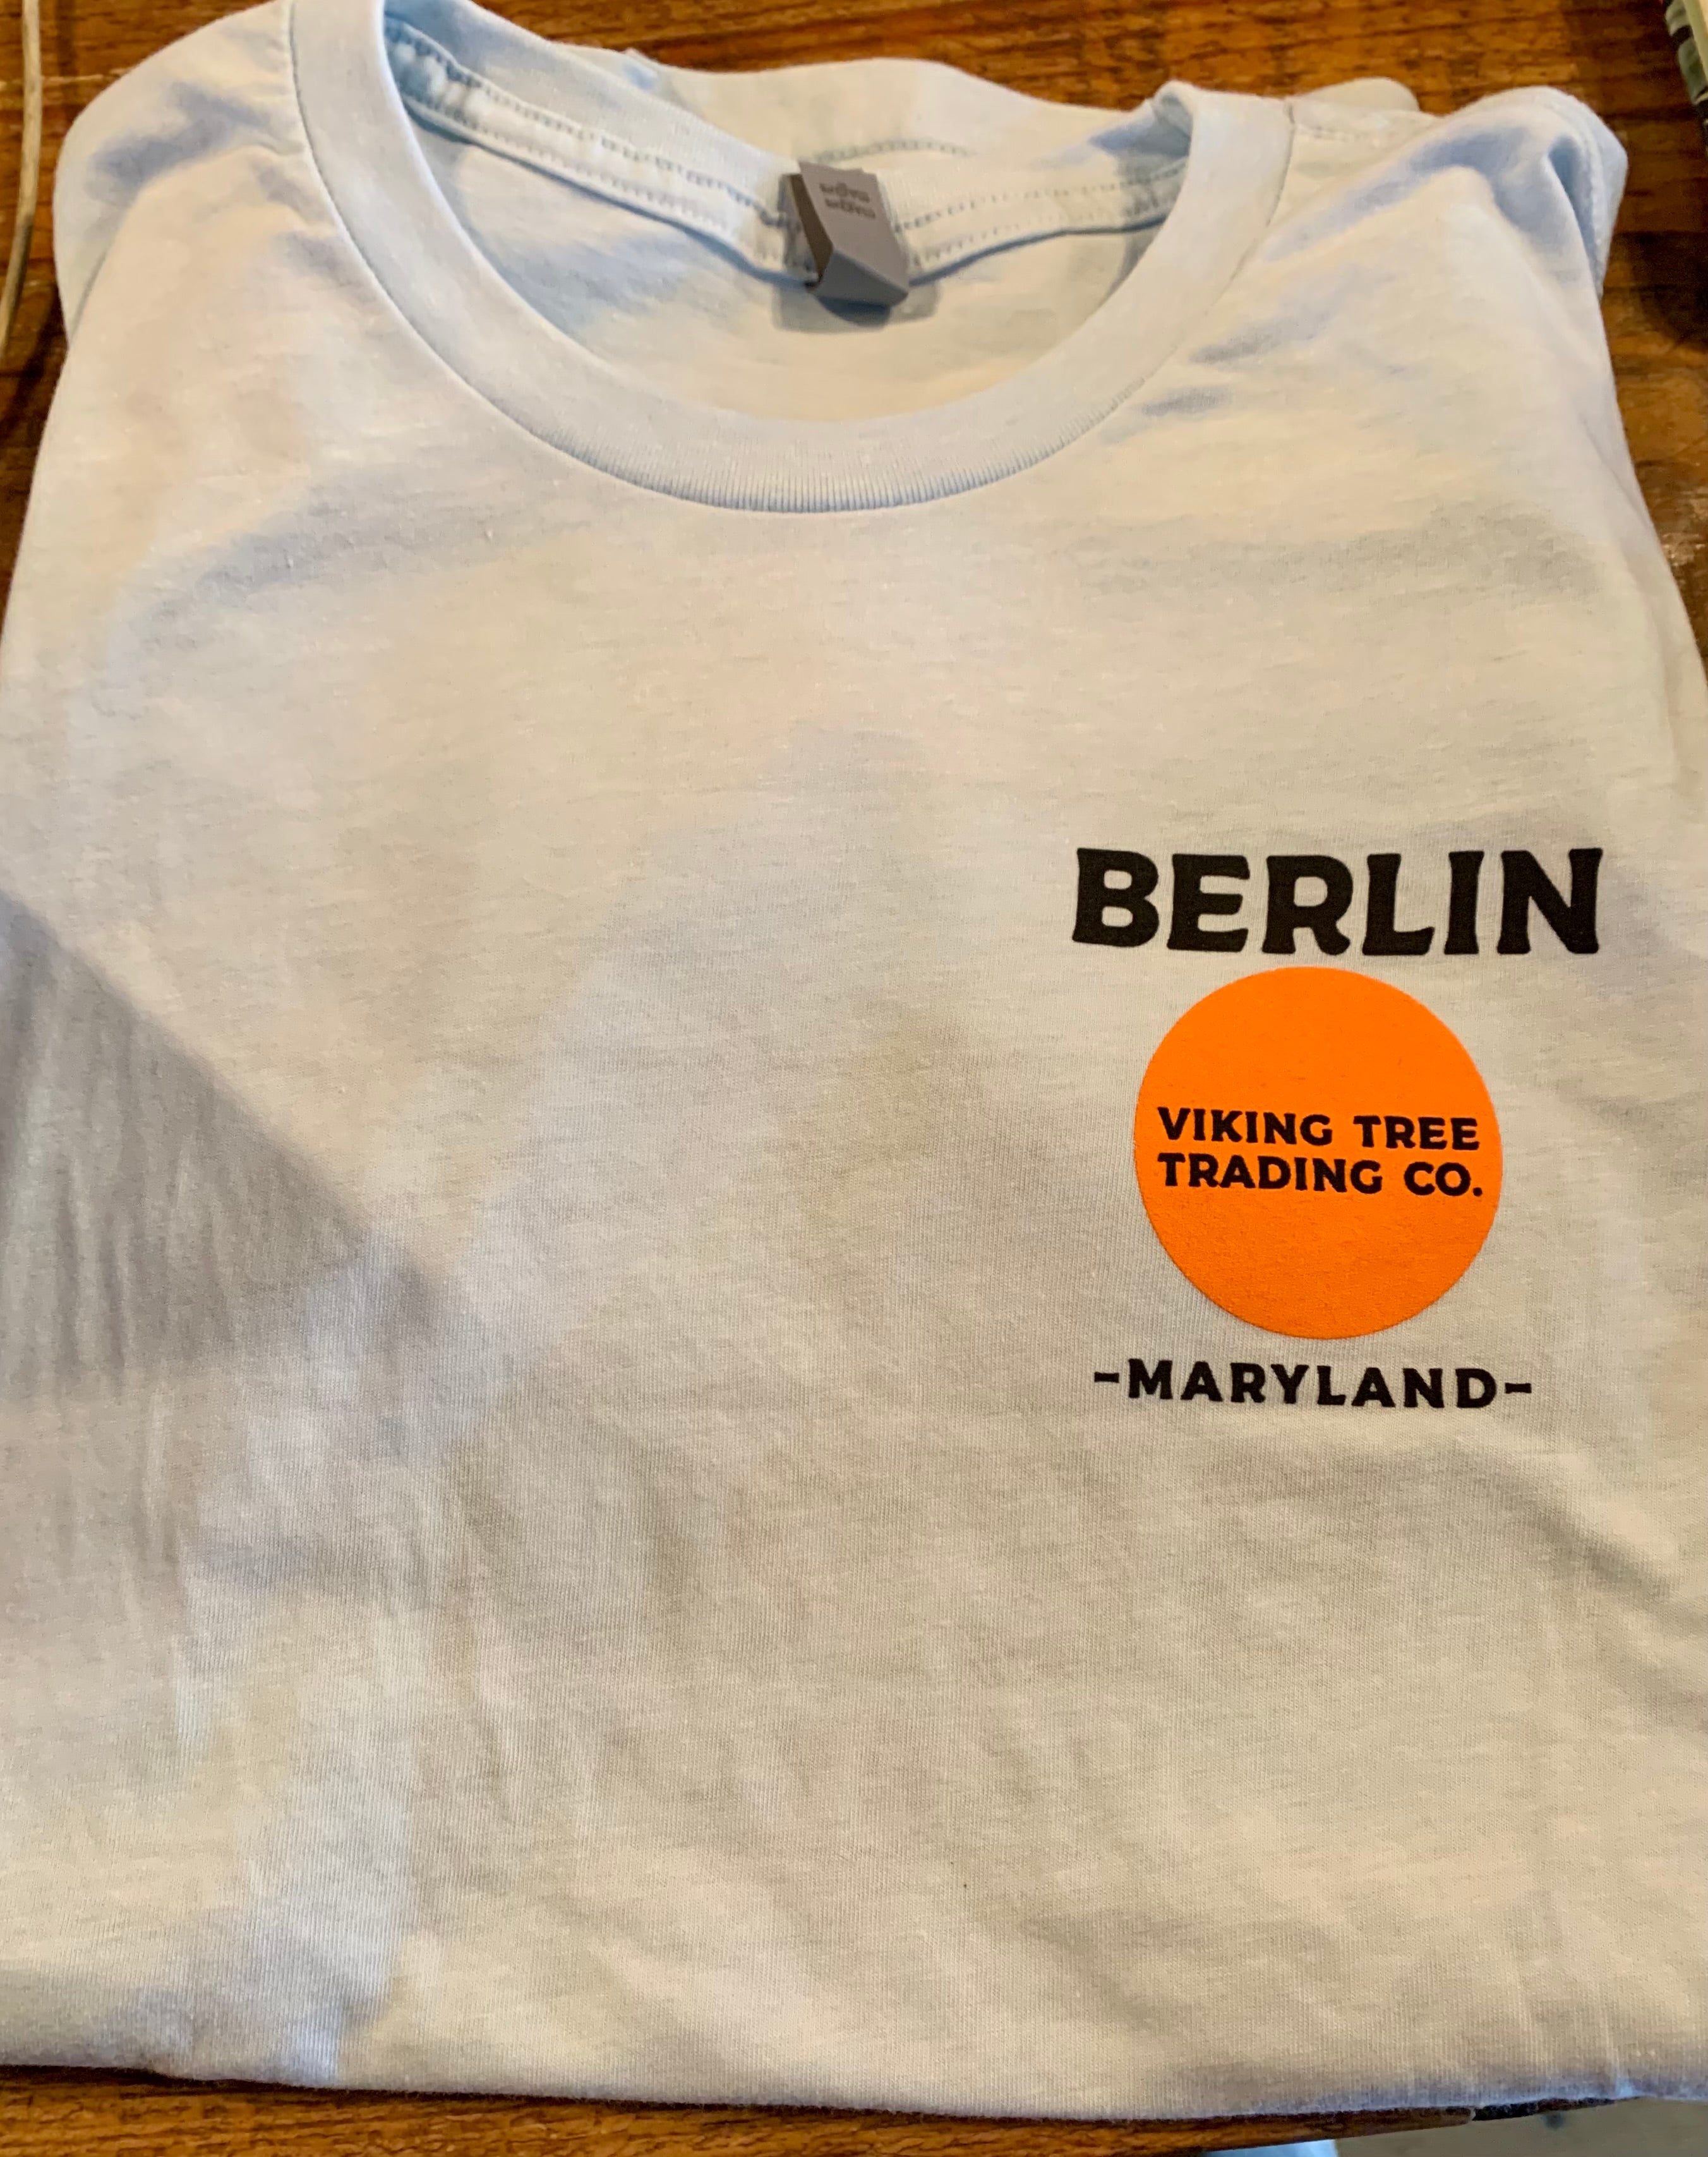 BERLIN
VIKING TREE
TRADING CO.
-MARYLAND-